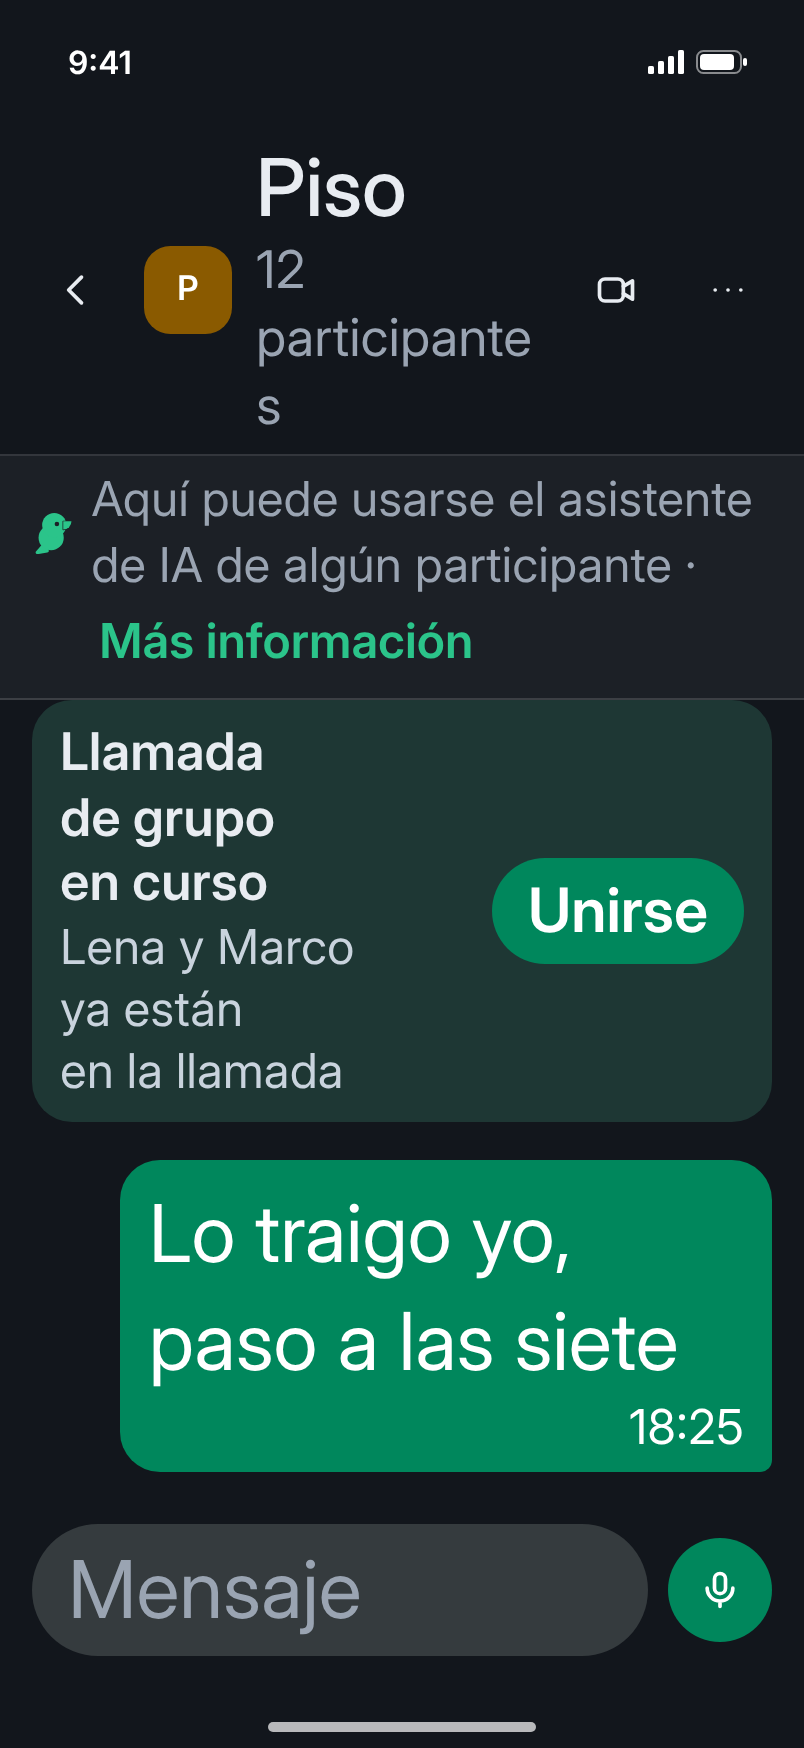 9:41
Piso
P
12
participante
s
Aquí puede usarse el asistente
de IA de algún participante ·
Más información
Llamada
de grupo
en curso
Lena y Marco
ya están
en la llamada
Unirse
Lo traigo yo,
paso a las siete
18:25
Mensaje